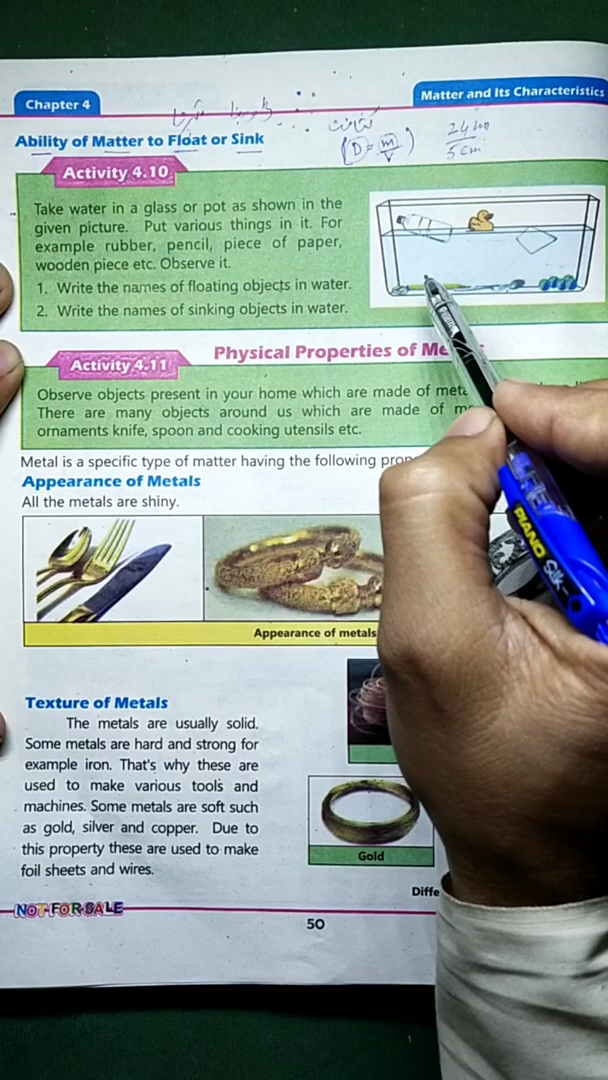 Chapter 4
Matter and Its Characteristics
کثافت
(D = m/v)
Ability of Matter to Float or Sink
Activity 4.10
Take water in a glass or pot as shown in the
given picture. Put various things in it. For
example rubber, pencil, piece of paper,
wooden piece etc. Observe it.
1. Write the names of floating objects in water.
2. Write the names of sinking objects in water.
Physical Properties of
Activity 4.11
Observe objects present in your home which are made of
There are many objects around us which are made of
ornaments knife, spoon and cooking utensils etc.
Metal is a specific type of matter having the following
Appearance of Metals
All the metals are shiny.
Appearance of metals
Texture of Metals
The metals are usually solid.
Some metals are hard and strong for
example iron. That's why these are
used to make various tools and
machines. Some metals are soft such
as gold, silver and copper. Due to
this property these are used to make
foil sheets and wires.
Gold
NOT FOR SALE
50
PIANO